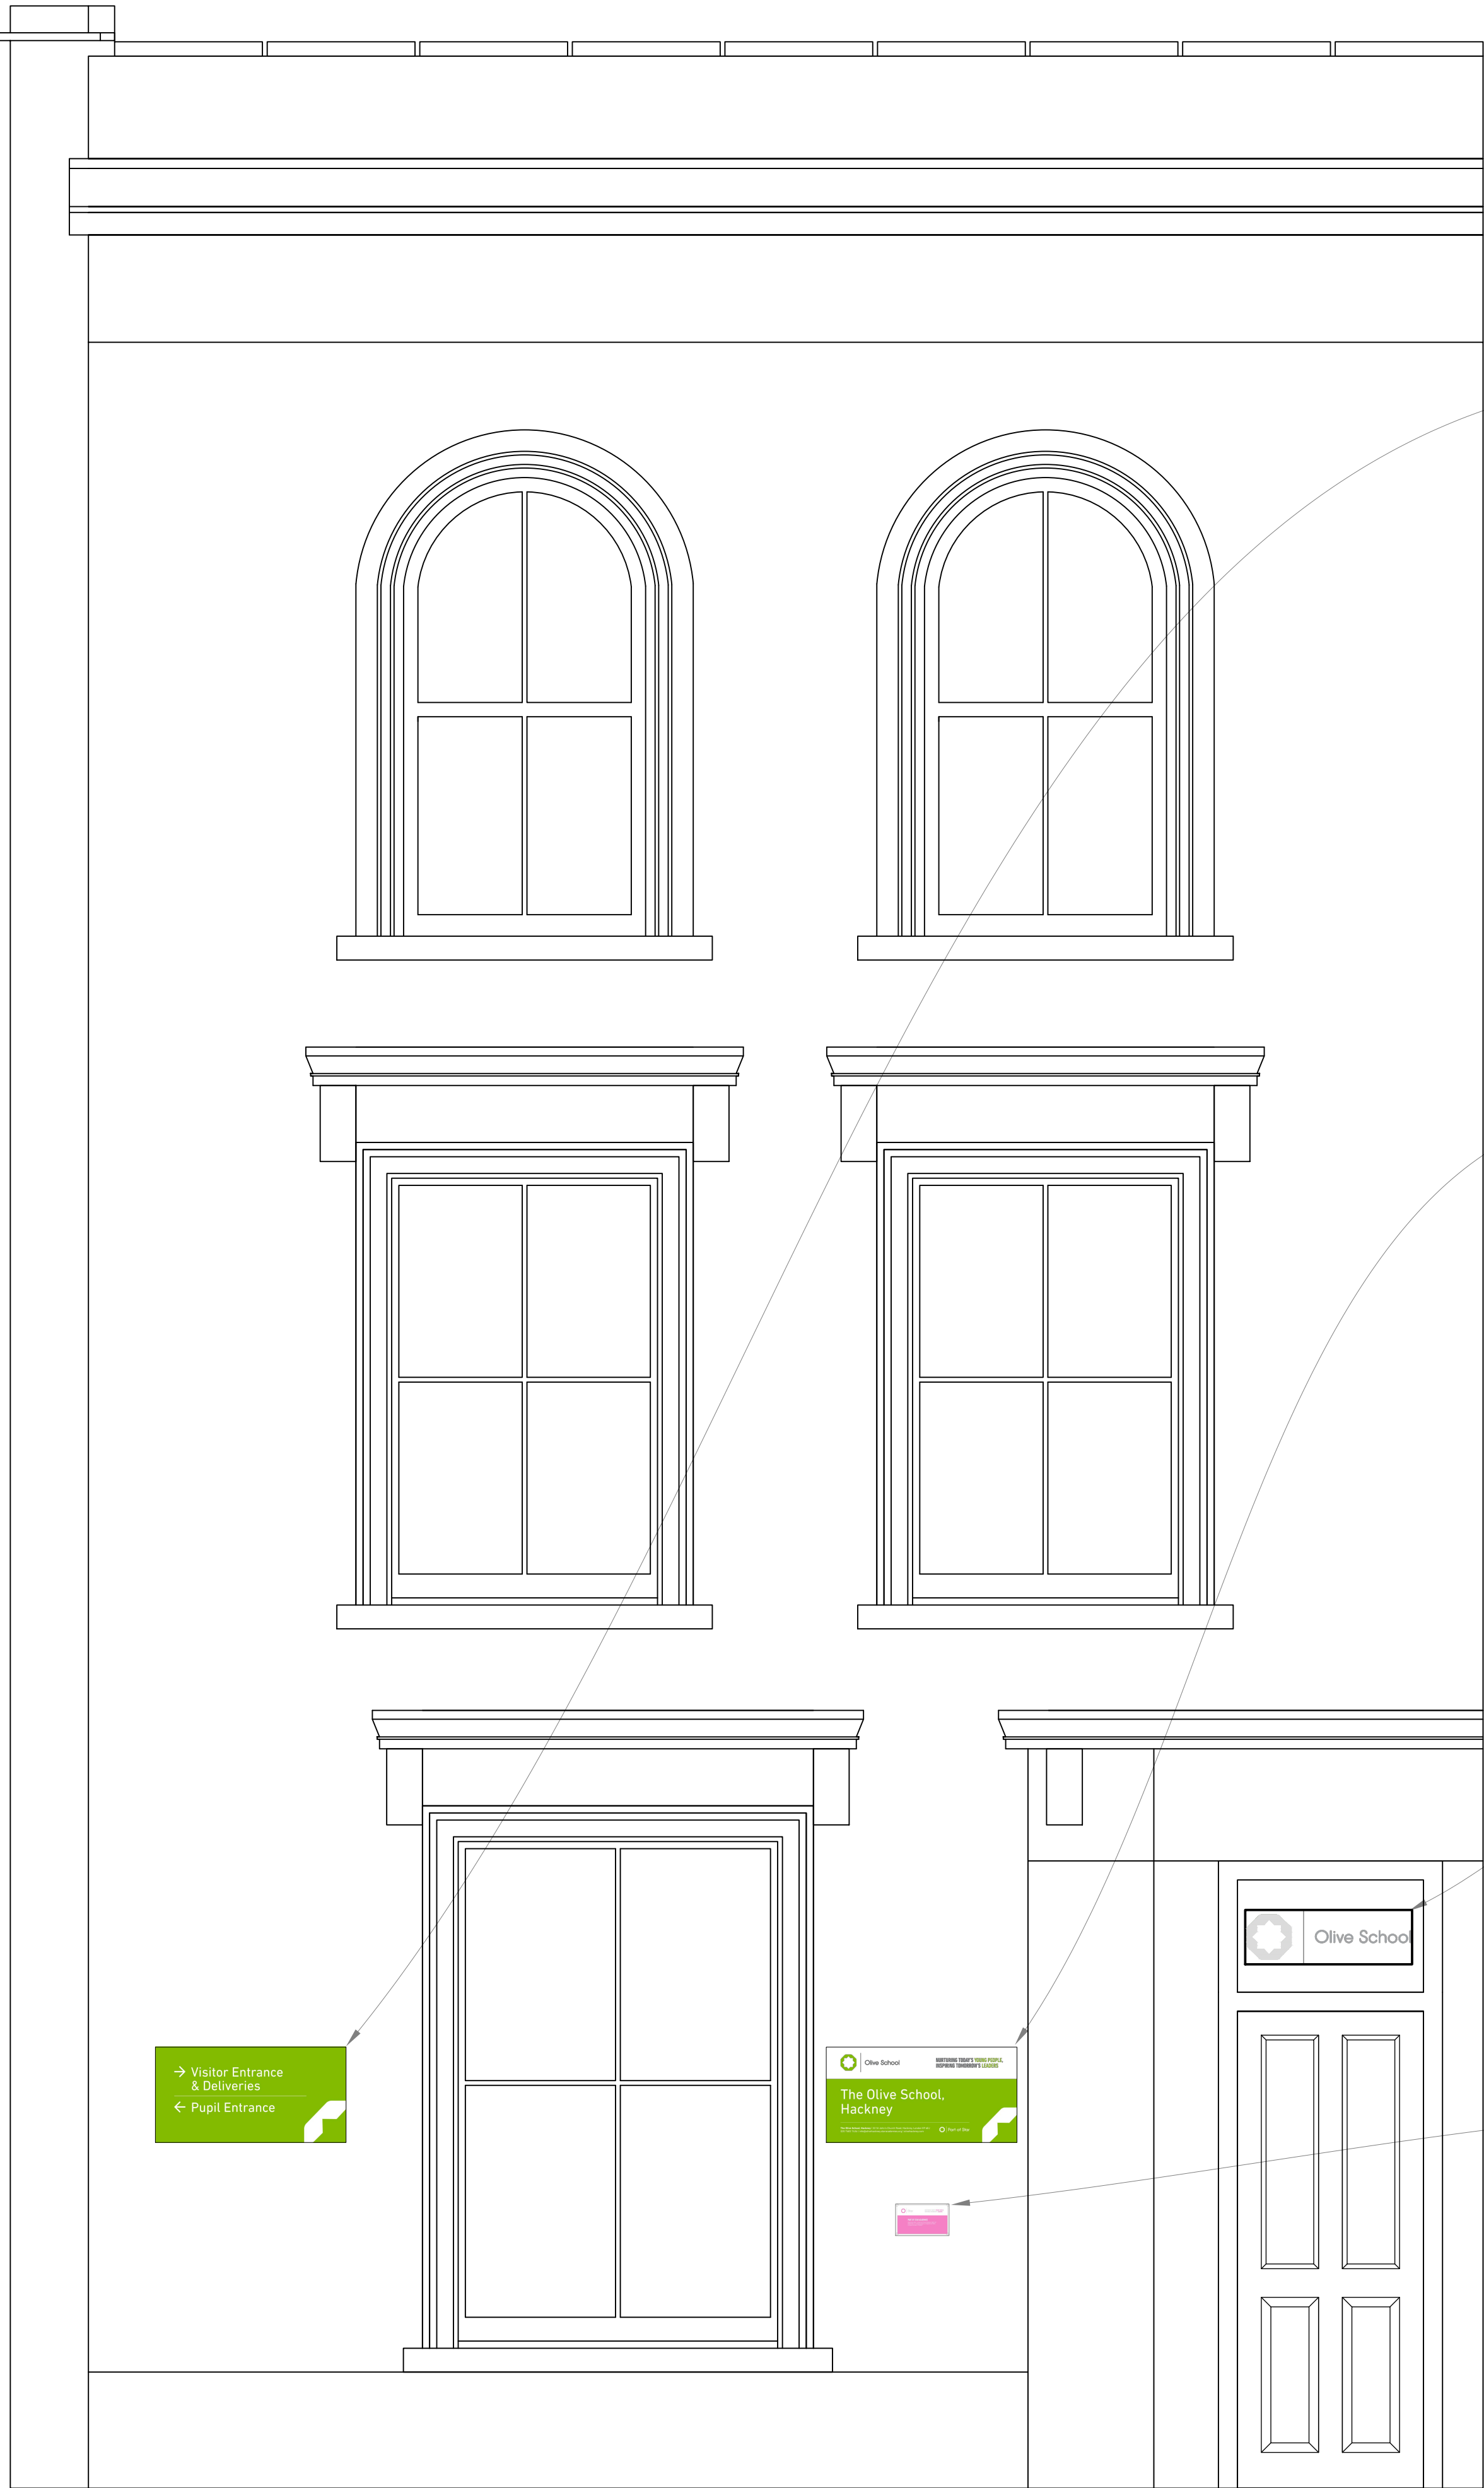 Olive School
→ Visitor Entrance
& Deliveries
← Pupil Entrance
Olive School
NURTURING TODAY'S YOUNG PEOPLE,
INSPIRING TOMORROW'S LEADERS
The Olive School,
Hackney
Part of Star